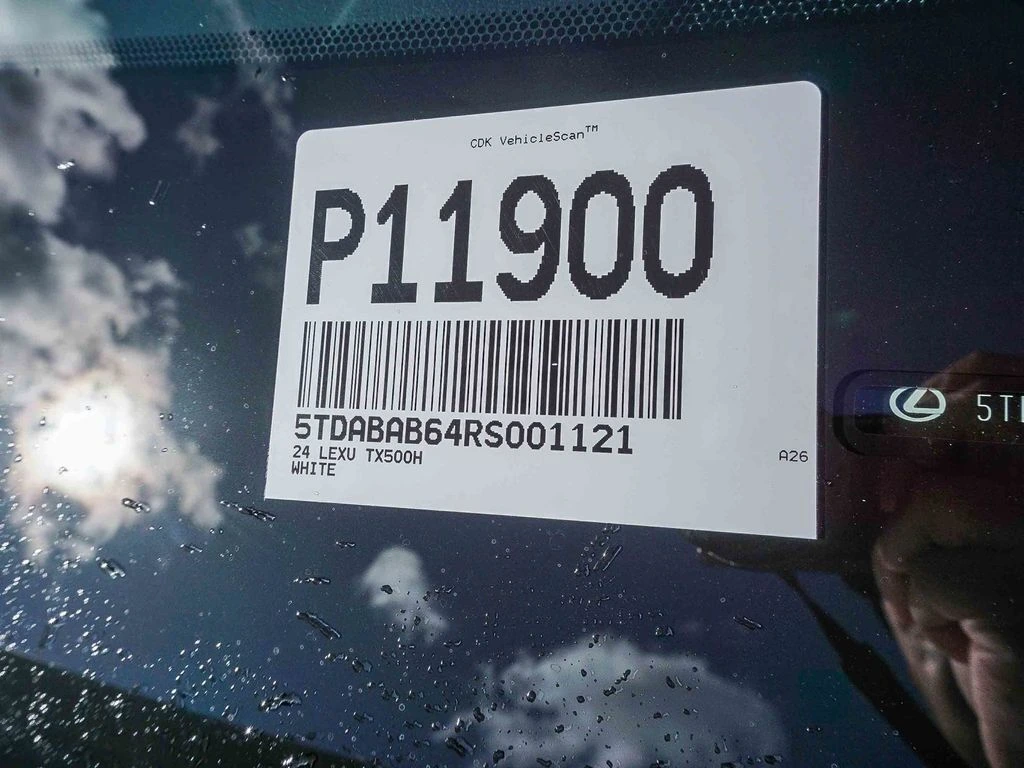 CDK VehicleScan™
P11900
5TDABAB64RS001121
24 LEXU TX500H
WHITE
A26
5T